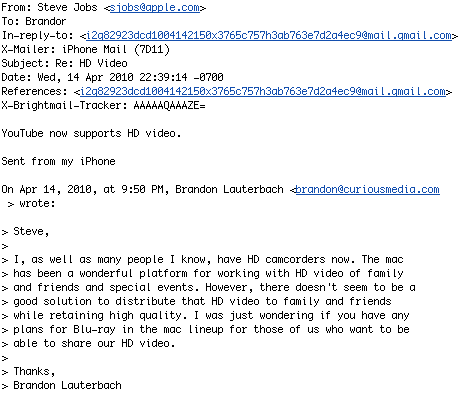 From: Steve Jobs <sjobs@apple.com>
To: Brandor
In-reply-to: <i2q82923dcd1004142150x3765c757h3ab763e7d2a4ec9@mail.gmail.com>
X-Mailer: iPhone Mail (7D11)
Subject: Re: HD Video
Date: Wed, 14 Apr 2010 22:39:14 -0700
References: <i2q82923dcd1004142150x3765c757h3ab763e7d2a4ec9@mail.gmail.com>
X-Brightmail-Tracker: AAAAAQAAAZE=
YouTube now supports HD video.
Sent from my iPhone
On Apr 14, 2010, at 9:50 PM, Brandon Lauterbach <brandon@curiousmedia.com
> wrote:
> Steve,
>
> I, as well as many people I know, have HD camcorders now. The mac
> has been a wonderful platform for working with HD video of family
> and friends and special events. However, there doesn't seem to be a
> good solution to distribute that HD video to family and friends
> while retaining high quality. I was just wondering if you have any
> plans for Blu-ray in the mac lineup for those of us who want to be
> able to share our HD video.
>
> Thanks,
> Brandon Lauterbach